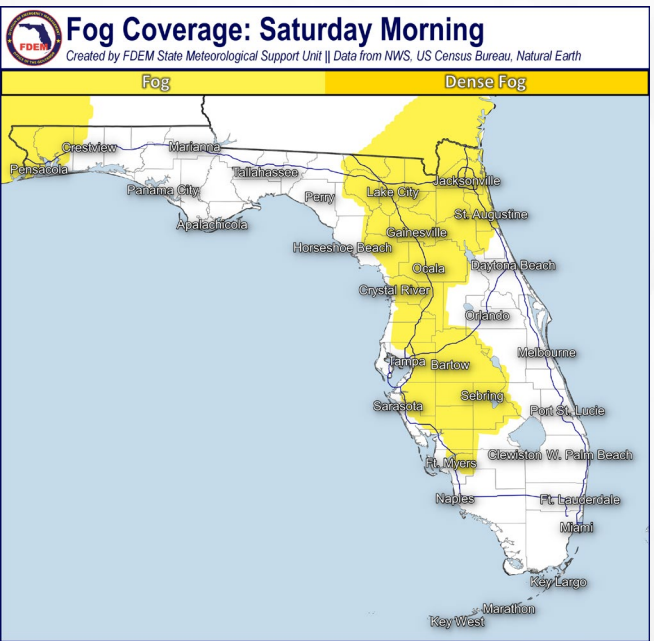 Fog Coverage: Saturday Morning
FDEM
Created by FDEM State Meteorological Support Unit || Data from NWS, US Census Bureau, Natural Earth
Fog Dense Fog
Crestview Marianna
Pensacola Tallahassee
Panama City Perry Lake City Jacksonville
Apalachicola St. Augustine
Gainesville
Horseshoe Beach
Ocala Daytona Beach
Crystal River
Orlando
Tampa Bartow Melbourne
Sarasota Sebring Port St. Lucie
Ft. Myers Clewiston W. Palm Beach
Naples Ft. Lauderdale
Miami
Key Largo
Marathon
Key West